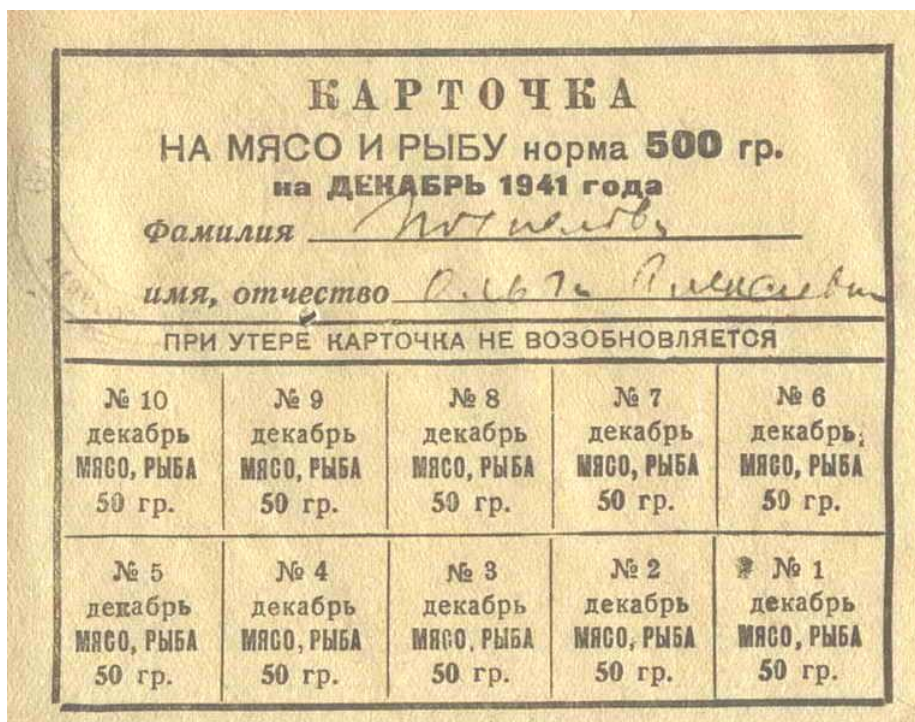 КАРТОЧКА
НА МЯСО И РЫБУ норма 500 гр.
на ДЕКАБРЬ 1941 года
Фамилия
имя, отчество Ольга
ПРИ УТЕРЕ КАРТОЧКА НЕ ВОЗОБНОВЛЯЕТСЯ
№ 10 № 9 № 8 № 7 № 6
декабрь декабрь декабрь декабрь декабрь
МЯСО, РЫБА МЯСО, РЫБА МЯСО, РЫБА МЯСО, РЫБА МЯСО, РЫБА
50 гр. 50 гр. 50 гр. 50 гр. 50 гр.
№ 5 № 4 № 3 № 2 № 1
декабрь декабрь декабрь декабрь декабрь
МЯСО, РЫБА МЯСО, РЫБА МЯСО, РЫБА МЯСО, РЫБА МЯСО, РЫБА
50 гр. 50 гр. 50 гр. 50 гр. 50 гр.